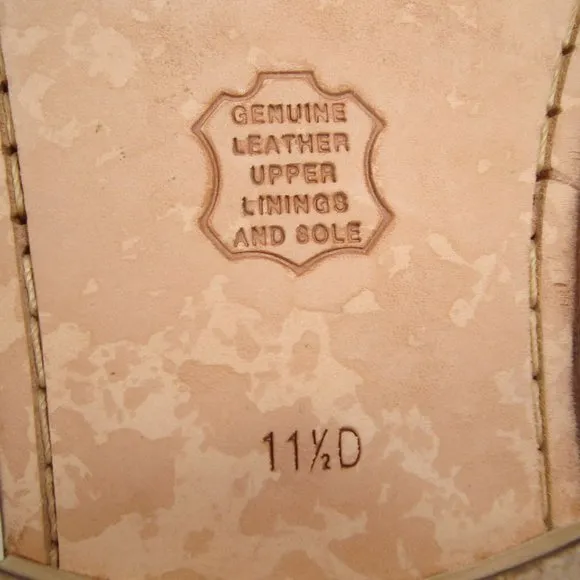 GENUINE
LEATHER
UPPER
LININGS
AND SOLE
11½D